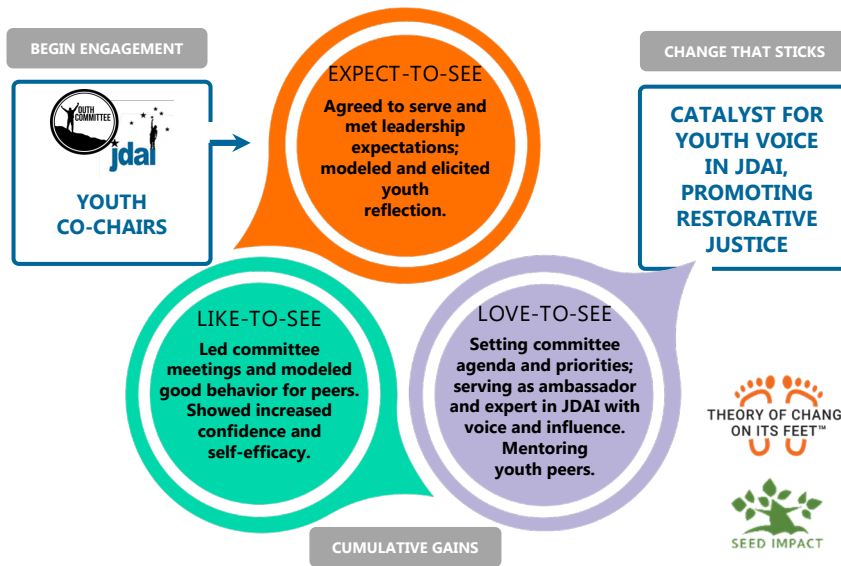 BEGIN ENGAGEMENT
OUTH
COMMITTEE
jdai
YOUTH
CO-CHAIRS
EXPECT-TO-SEE
Agreed to serve and
met leadership
expectations;
modeled and elicited
youth
reflection.
LIKE-TO-SEE
Led committee
meetings and modeled
good behavior for peers.
Showed increased
confidence and
self-efficacy.
LOVE-TO-SEE
Setting committee
agenda and priorities;
serving as ambassador
and expert in JDAI with
voice and influence.
Mentoring
youth peers.
CUMULATIVE GAINS
CHANGE THAT STICKS
CATALYST FOR
YOUTH VOICE
IN JDAI,
PROMOTING
RESTORATIVE
JUSTICE
THEORY OF CHANG
ON ITS FEET™
SEED IMPACT